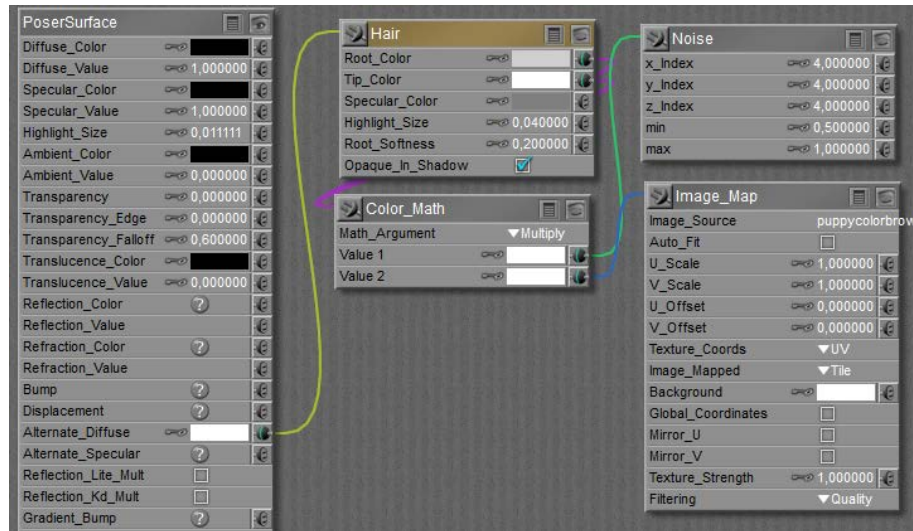 PoserSurface
Diffuse_Color
Diffuse_Value 1,000000
Specular_Color
Specular_Value 1,000000
Highlight_Size 0,011111
Ambient_Color
Ambient_Value 0,000000
Transparency 0,000000
Transparency_Edge 0,000000
Transparency_Falloff 0,600000
Translucence_Color
Translucence_Value 0,000000
Reflection_Color ?
Reflection_Value
Refraction_Color ?
Refraction_Value
Bump ?
Displacement ?
Alternate_Diffuse
Alternate_Specular ?
Reflection_Lite_Mult
Reflection_Kd_Mult
Gradient_Bump ?
Hair
Root_Color
Tip_Color
Specular_Color
Highlight_Size 0,040000
Root_Softness 0,200000
Opaque_In_Shadow
Color_Math
Math_Argument Multiply
Value 1
Value 2
Noise
x_Index 4,000000
y_Index 4,000000
z_Index 4,000000
min 0,500000
max 1,000000
Image_Map
Image_Source puppycolorbrow
Auto_Fit
U_Scale 1,000000
V_Scale 1,000000
U_Offset 0,000000
V_Offset 0,000000
Texture_Coords UV
Image_Mapped Tile
Background
Global_Coordinates
Mirror_U
Mirror_V
Texture_Strength 1,000000
Filtering Quality